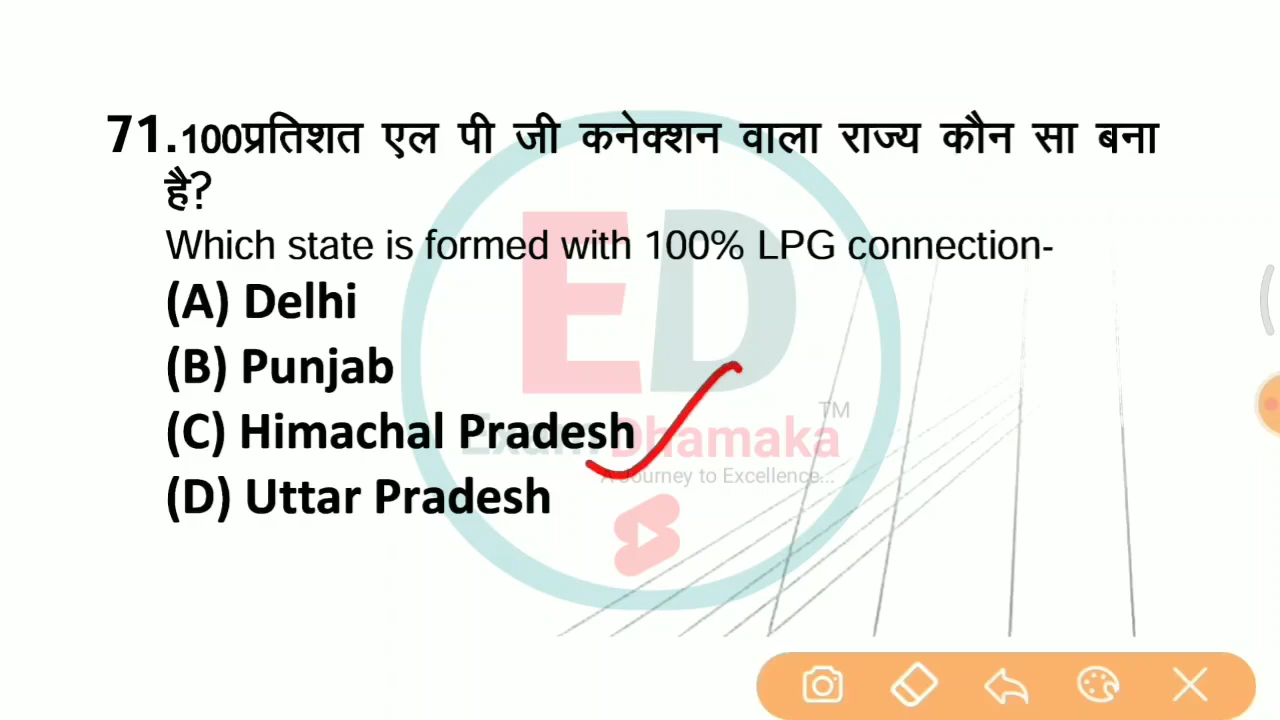 71.100प्रतिशत एल पी जी कनेक्शन वाला राज्य कौन सा बना
है?
Which state is formed with 100% LPG connection-
(A) Delhi
(B) Punjab
(C) Himachal Pradesh
(D) Uttar Pradesh
ED
Exam Dhamaka TM
A Journey to Excellence...